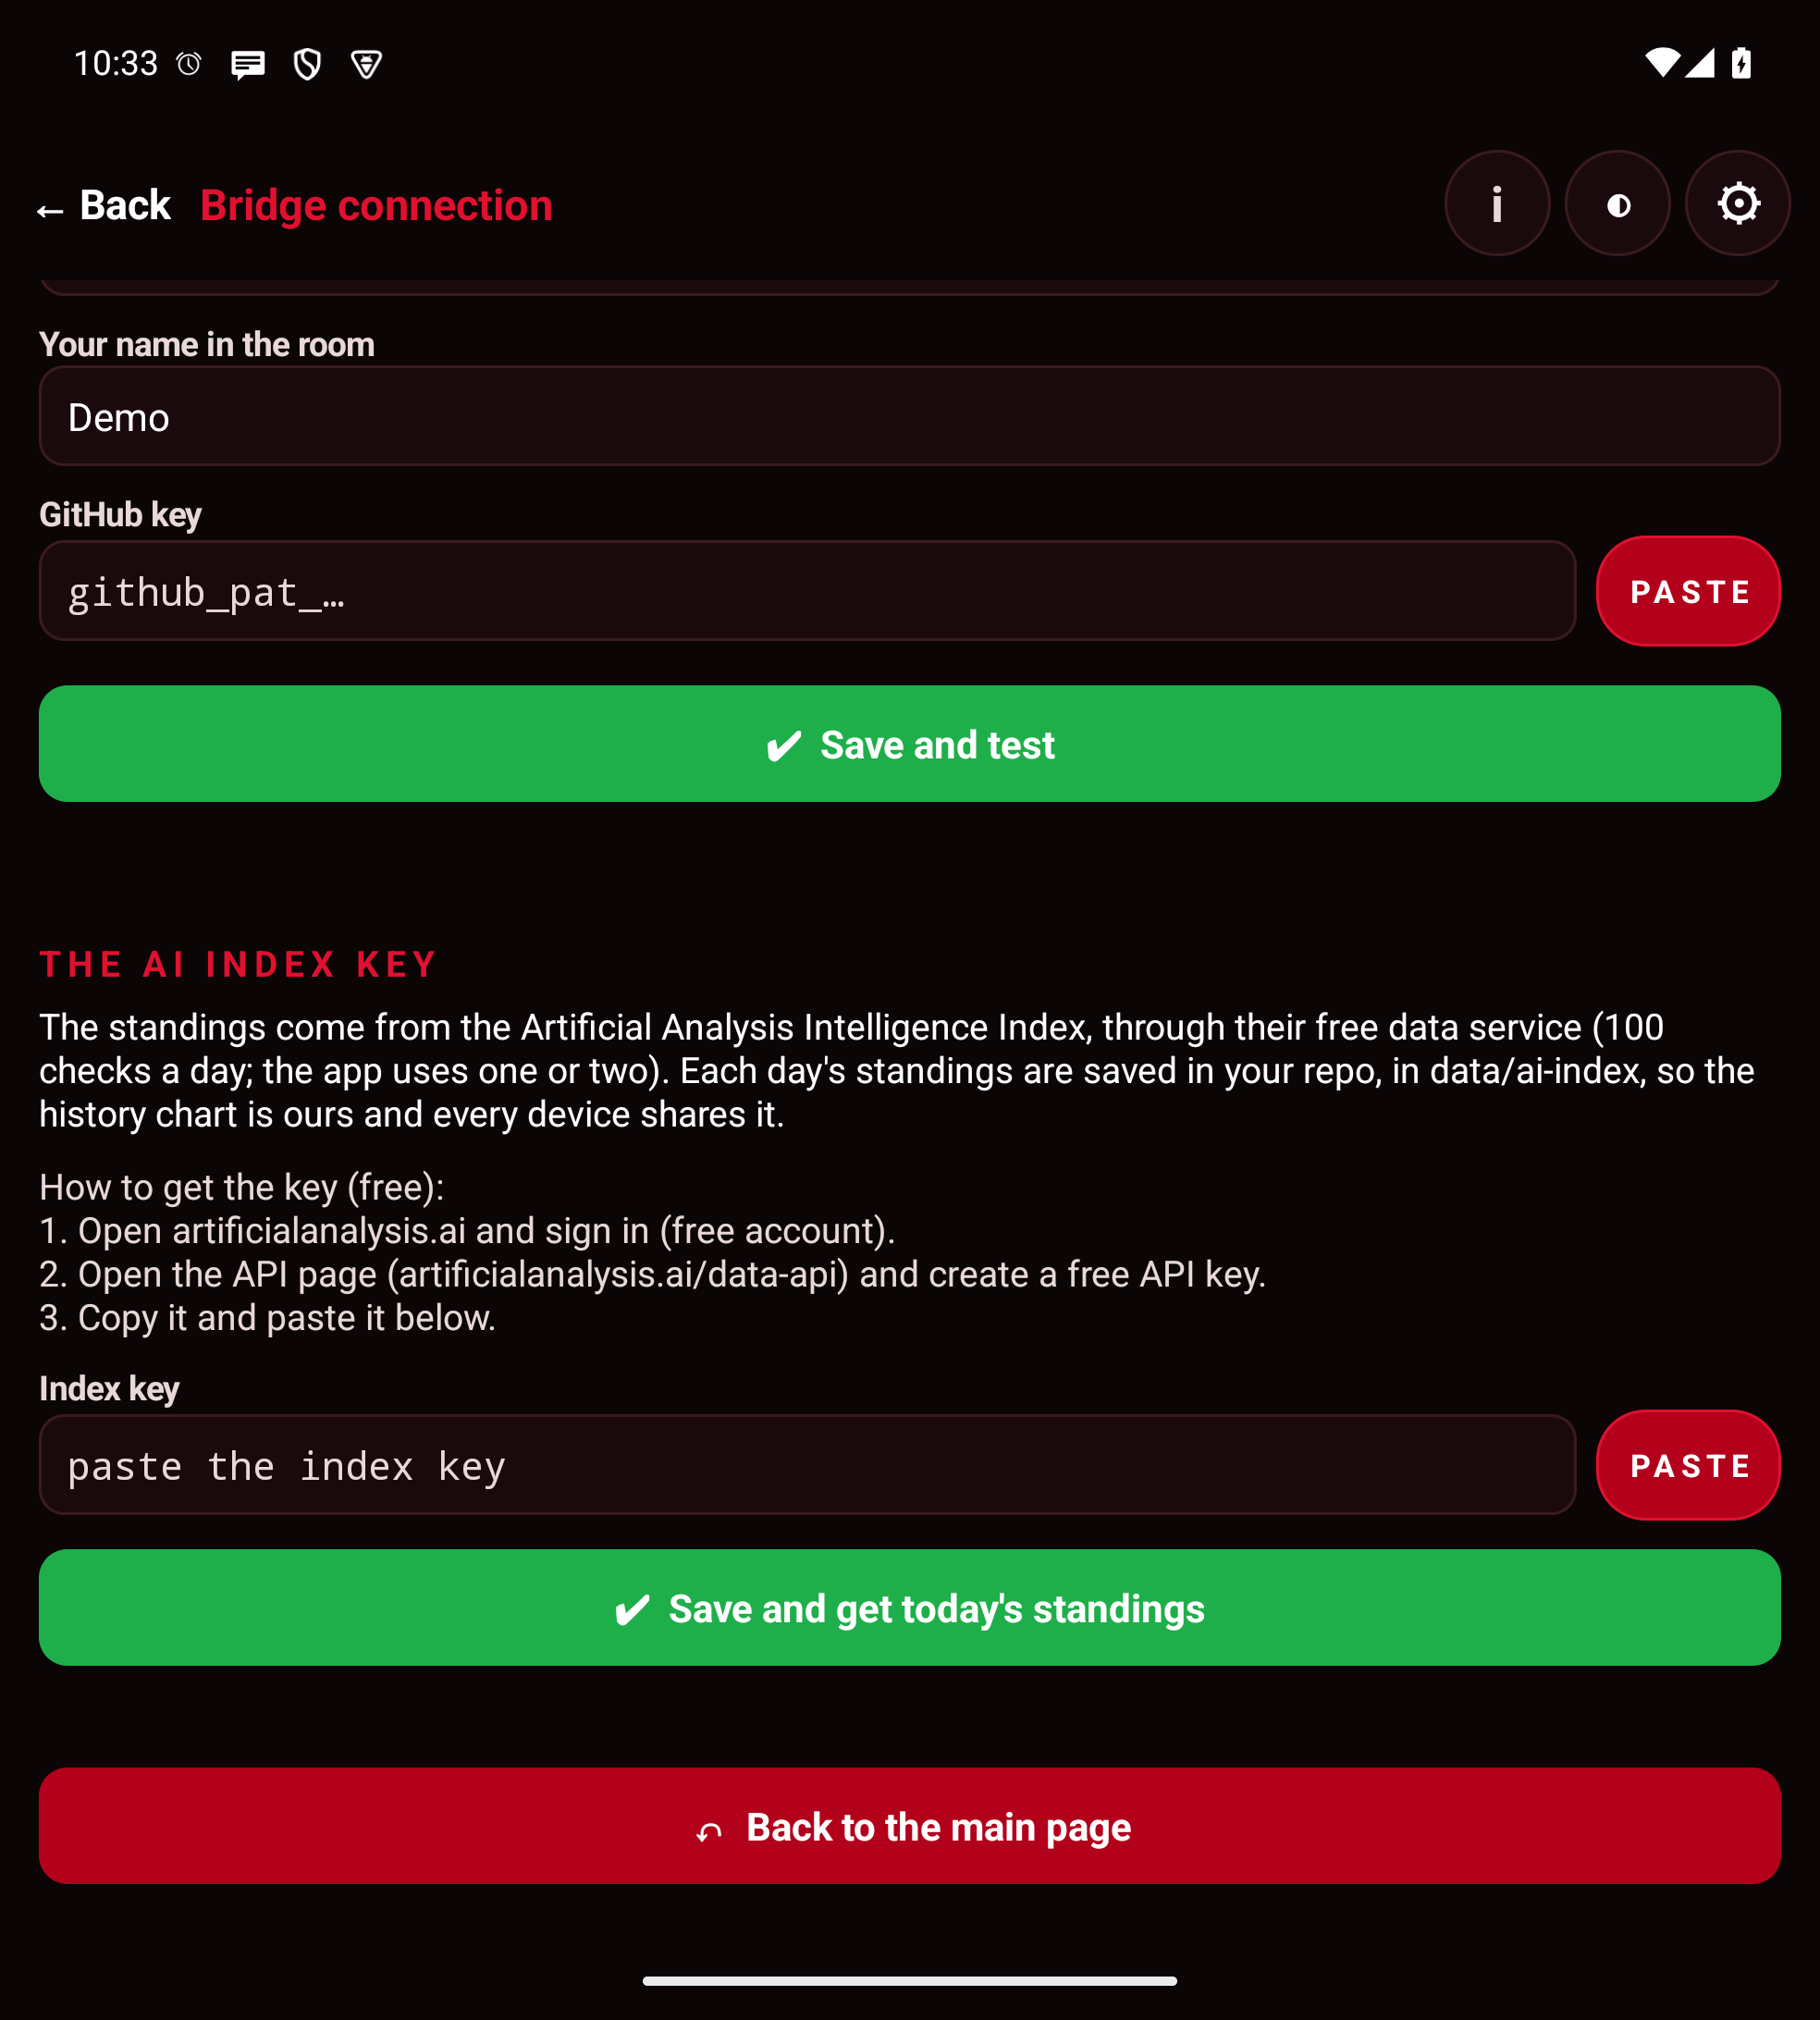 10:33
← Back Bridge connection
i
Your name in the room
Demo
GitHub key
github_pat_…
PASTE
✔ Save and test
THE AI INDEX KEY
The standings come from the Artificial Analysis Intelligence Index, through their free data service (100
checks a day; the app uses one or two). Each day's standings are saved in your repo, in data/ai-index, so the
history chart is ours and every device shares it.
How to get the key (free):
1. Open artificialanalysis.ai and sign in (free account).
2. Open the API page (artificialanalysis.ai/data-api) and create a free API key.
3. Copy it and paste it below.
Index key
paste the index key
PASTE
✔ Save and get today's standings
Back to the main page